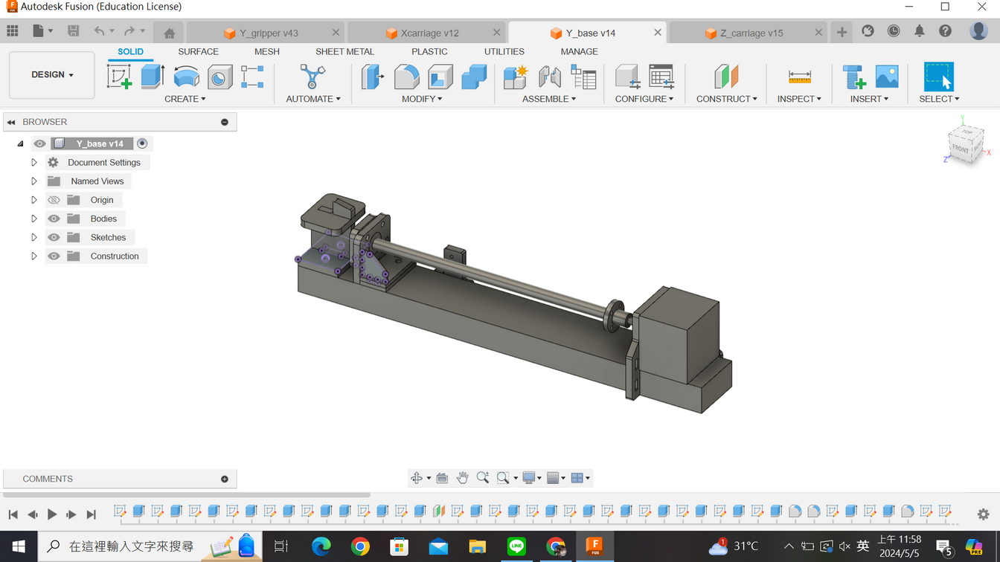 Autodesk Fusion (Education License)
Y_gripper v43
Xcarriage v12
Y_base v14
Z_carriage v15
SOLID
SURFACE
MESH
SHEET METAL
PLASTIC
UTILITIES
MANAGE
DESIGN
CREATE
AUTOMATE
MODIFY
ASSEMBLE
CONFIGURE
CONSTRUCT
INSPECT
INSERT
SELECT
BROWSER
Y_base v14
Document Settings
Named Views
Origin
Bodies
Sketches
Construction
Y
TOP
FRONT
X
Z
COMMENTS
在這裡輸入文字來搜尋
LINE
F
FUS
1
31°C
英
上午 11:58
2024/5/5
5
PRE